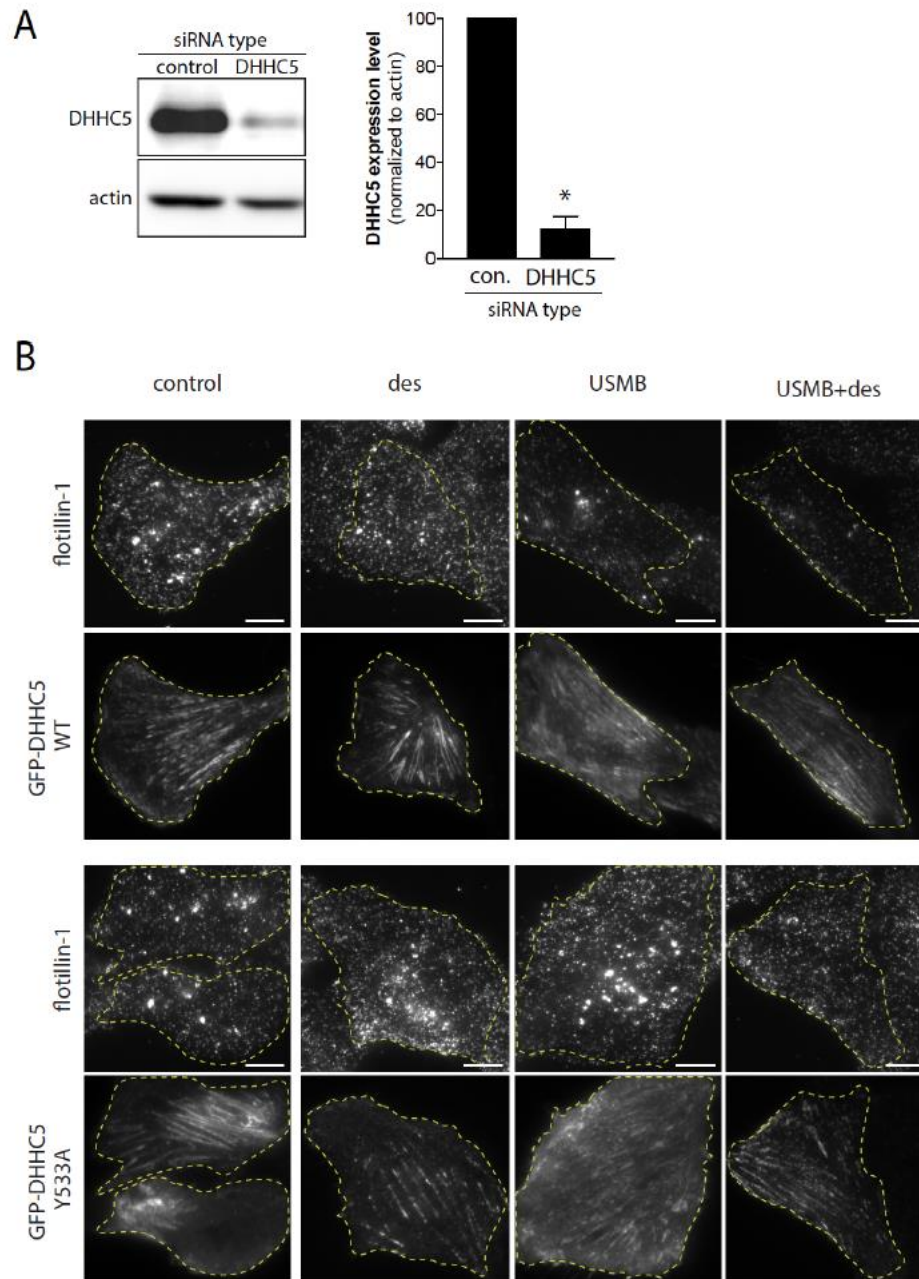 A
siRNA type
control DHHC5
DHHC5
actin
DHHC5 expression level
(normalized to actin)
100
80
60
40
20
0
*
con. DHHC5
siRNA type
B
control des USMB USMB+des
flotillin-1
GFP-DHHC5
WT
flotillin-1
GFP-DHHC5
Y533A